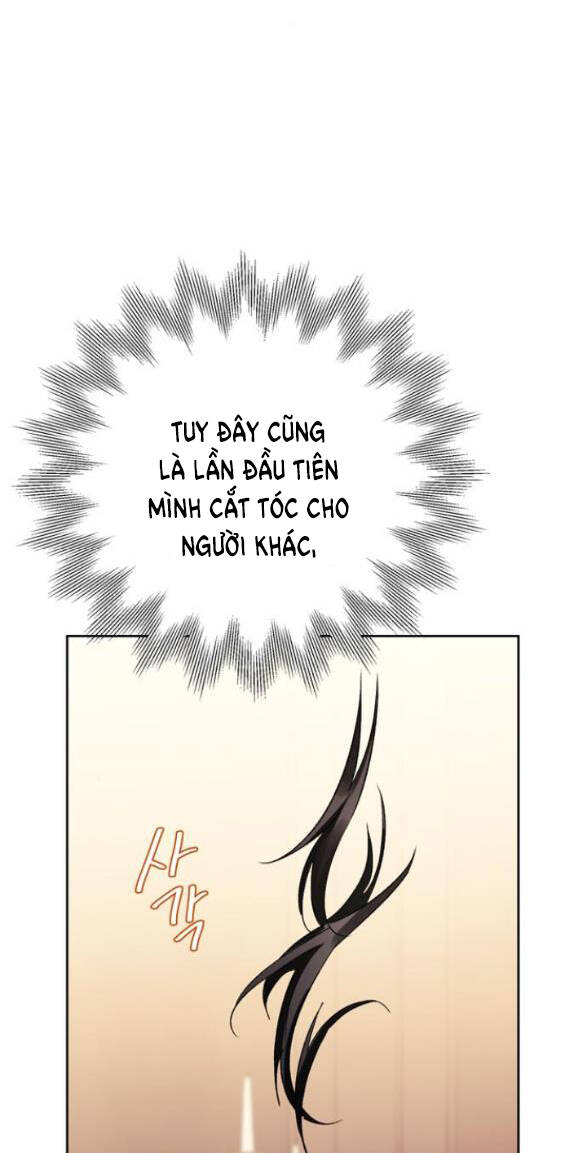 TUY ĐÂY CŨNG
LÀ LẦN ĐẦU TIÊN
MÌNH CẮT TÓC CHO
NGƯỜI KHÁC,
사
각